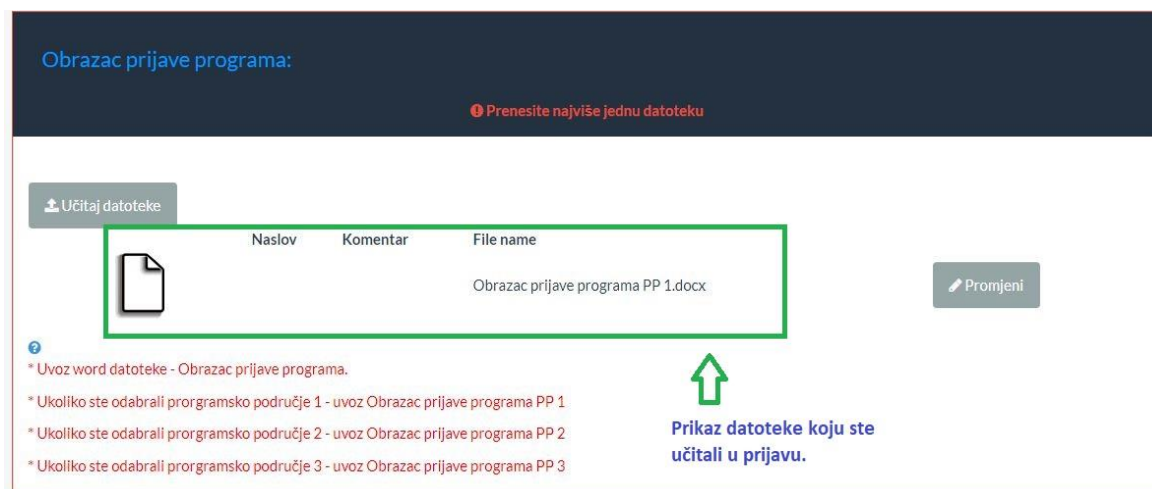 Obrazac prijave programa:
Prenesite najviše jednu datoteku
Učitaj datoteke
Naslov Komentar File name
Obrazac prijave programa PP 1.docx
Promjeni
* Uvoz word datoteke - Obrazac prijave programa.
* Ukoliko ste odabrali prorgramsko područje 1 - uvoz Obrazac prijave programa PP 1
* Ukoliko ste odabrali prorgramsko područje 2 - uvoz Obrazac prijave programa PP 2
* Ukoliko ste odabrali prorgramsko područje 3 - uvoz Obrazac prijave programa PP 3
Prikaz datoteke koju ste
učitali u prijavu.